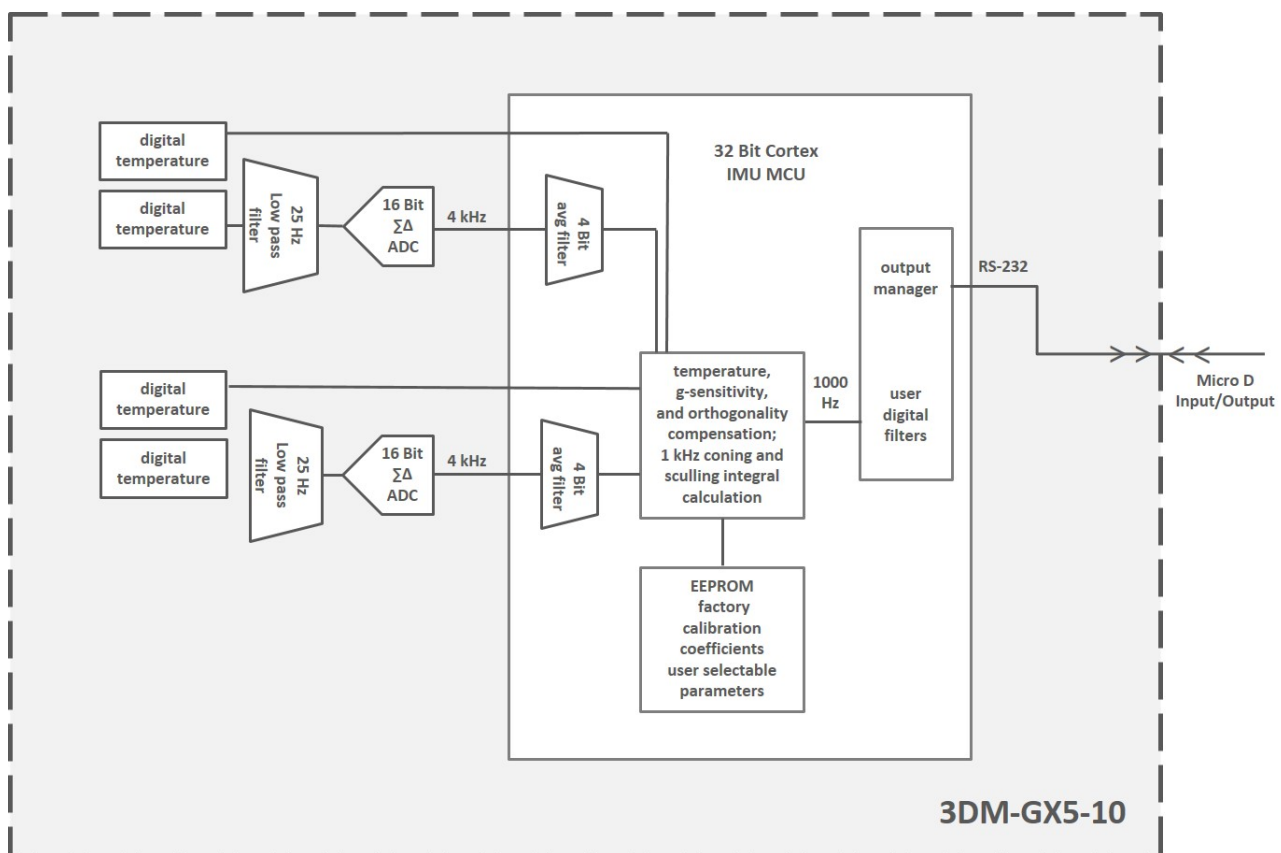 digital
temperature
digital
temperature
25 Hz
Low pass
filter
16 Bit
∑Δ
ADC
4 kHz
4 Bit
avg filter
32 Bit Cortex
IMU MCU
output
manager
user
digital
filters
RS-232
Micro D
Input/Output
digital
temperature
digital
temperature
25 Hz
Low pass
filter
16 Bit
∑Δ
ADC
4 kHz
4 Bit
avg filter
temperature,
g-sensitivity,
and orthogonality
compensation;
1 kHz coning and
sculling integral
calculation
1000
Hz
EEPROM
factory
calibration
coefficients
user selectable
parameters
3DM-GX5-10